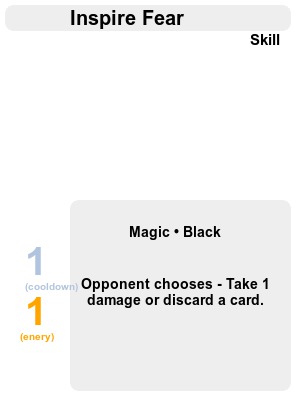 Inspire Fear
Skill
Magic • Black
1
(cooldown)
Opponent chooses - Take 1
damage or discard a card.
1
(enery)